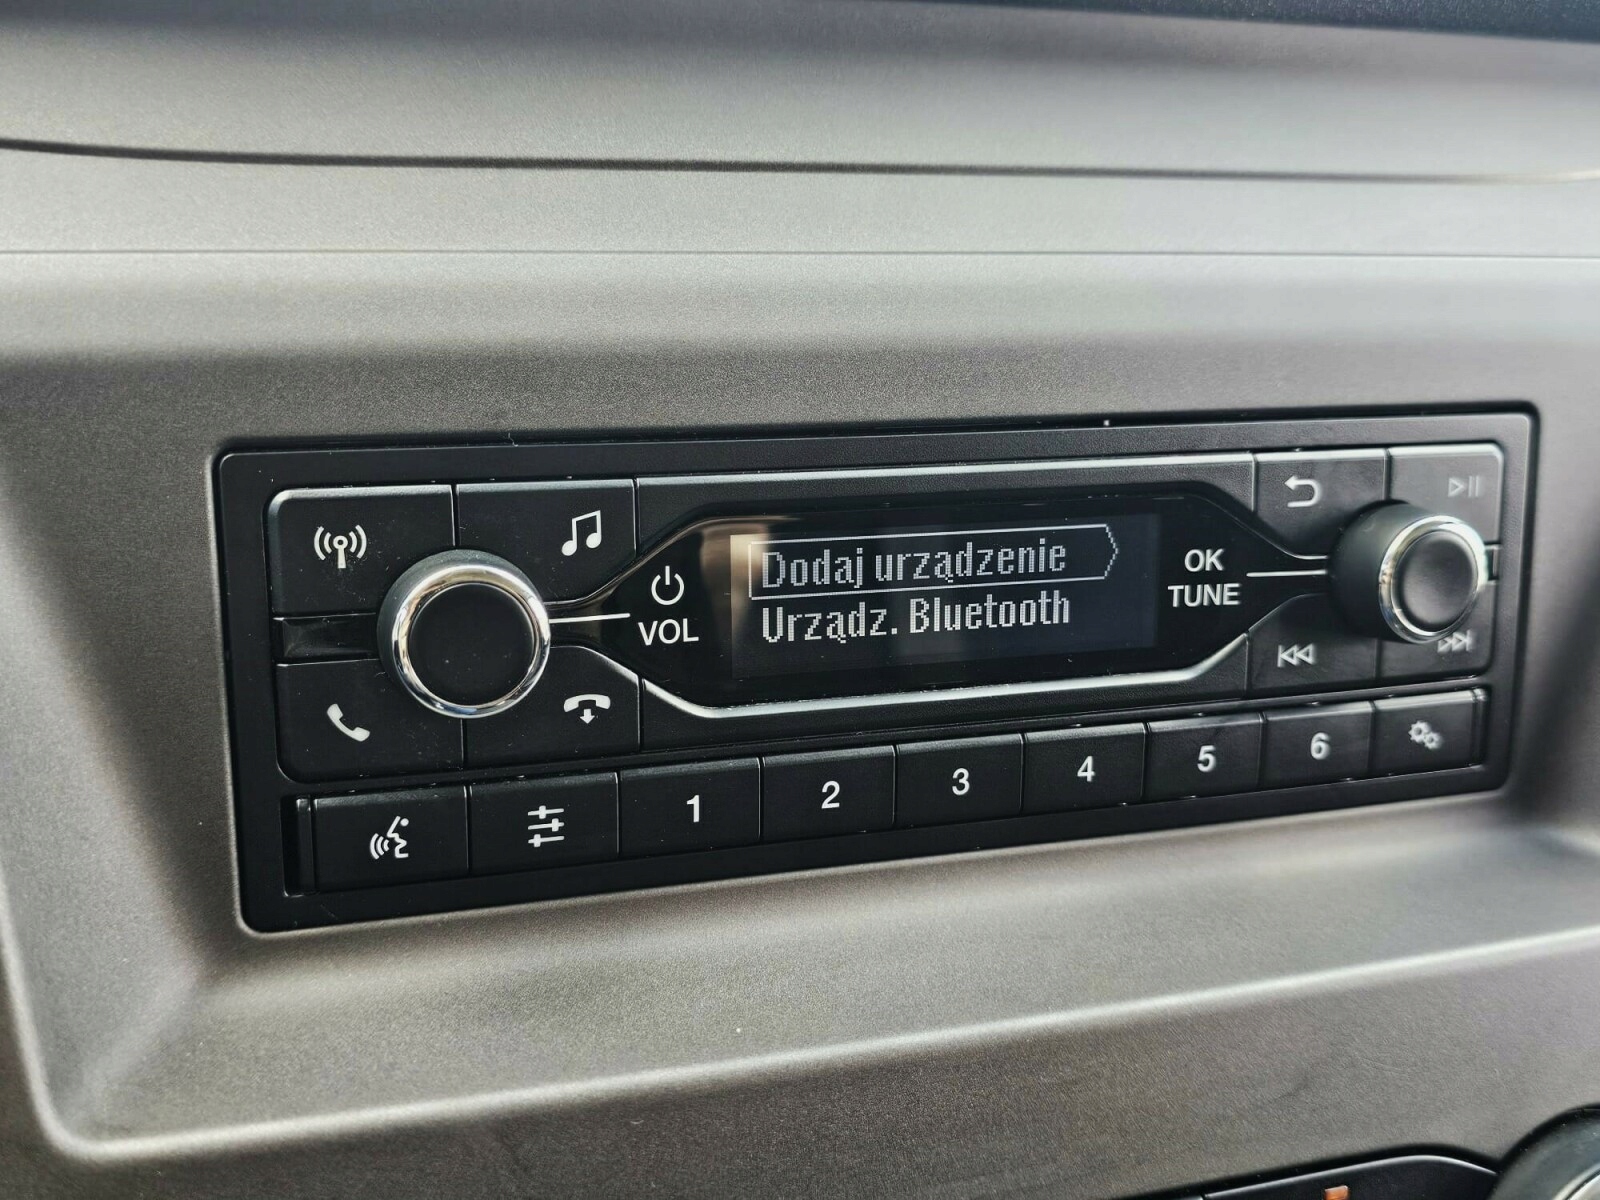 Dodaj urządzenie
Urządz. Bluetooth
VOL
OK
TUNE
1 2 3 4 5 6